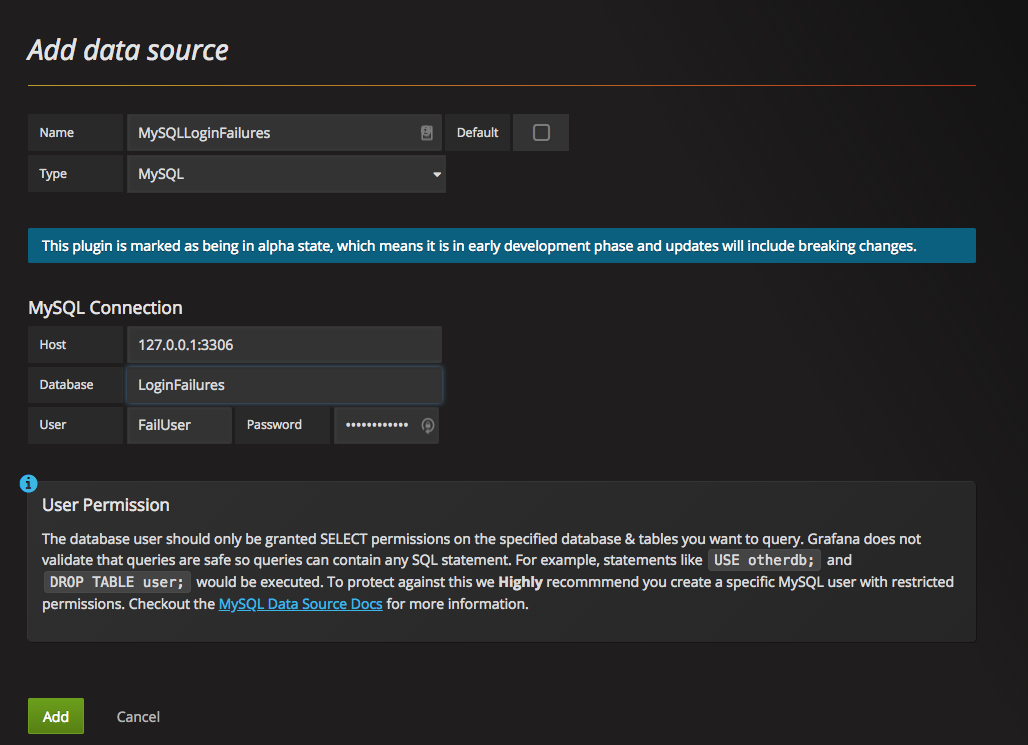 Add data source
Name MySQLLoginFailures Default
Type MySQL
This plugin is marked as being in alpha state, which means it is in early development phase and updates will include breaking changes.
MySQL Connection
Host 127.0.0.1:3306
Database LoginFailures
User FailUser Password ••••••••••••
User Permission
The database user should only be granted SELECT permissions on the specified database & tables you want to query. Grafana does not
validate that queries are safe so queries can contain any SQL statement. For example, statements like USE otherdb; and
DROP TABLE user; would be executed. To protect against this we Highly recommmend you create a specific MySQL user with restricted
permissions. Checkout the MySQL Data Source Docs for more information.
Add Cancel